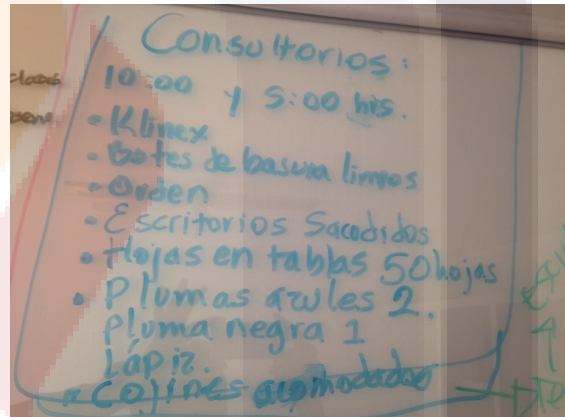 Consultorios:
10:00 y 5:00 hrs.
• Klinex
• Botes de basura limpios
• Orden
• Escritorios Sacudidos
• Hojas en tablas 50 hojas
• Plumas azules 2.
Pluma negra 1
Lápiz.
• Cojines acomodados